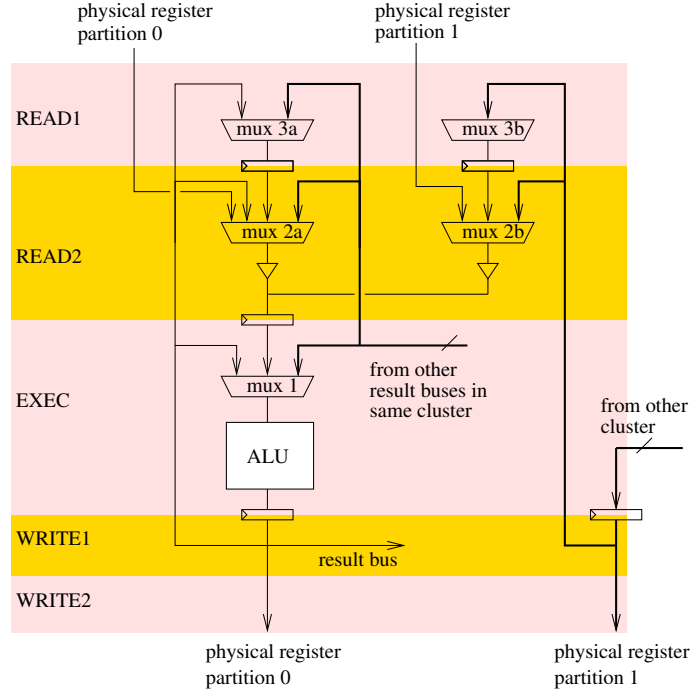 physical register
partition 0
physical register
partition 1
READ1
mux 3a
mux 3b
mux 2a
mux 2b
READ2
from other
result buses in
same cluster
mux 1
EXEC
from other
cluster
ALU
WRITE1
result bus
WRITE2
physical register
partition 0
physical register
partition 1